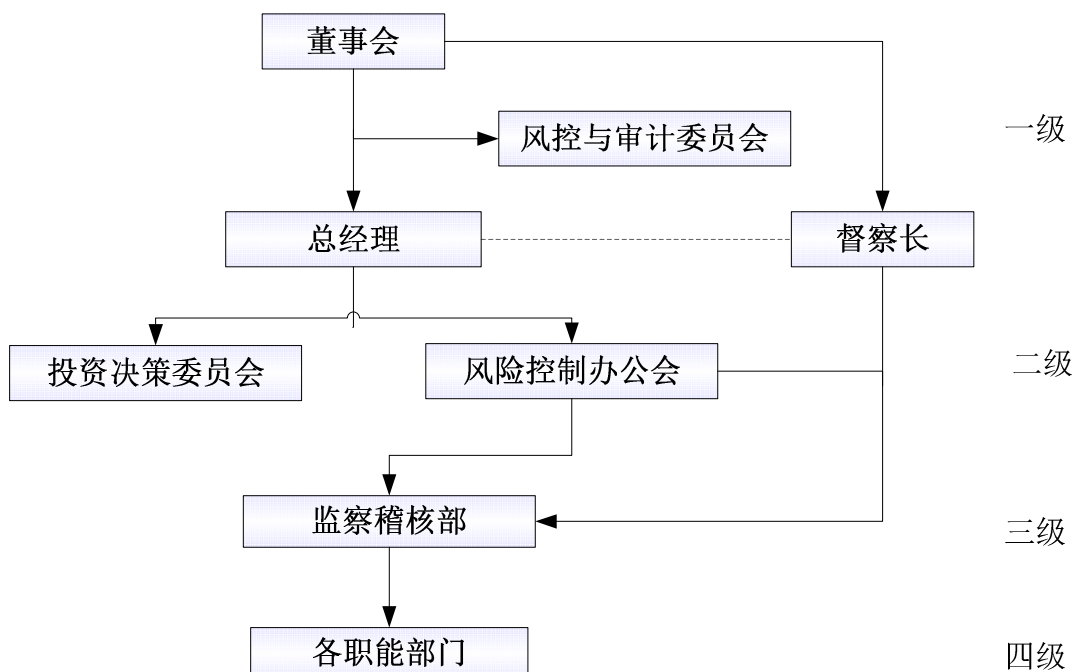 董事会
风控与审计委员会
一级
总经理
督察长
投资决策委员会
风险控制办公会
二级
监察稽核部
三级
各职能部门
四级